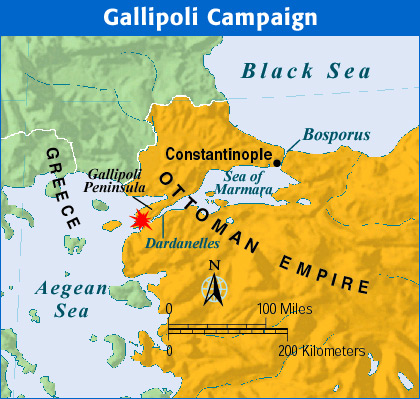 Gallipoli Campaign
Black Sea
Bosporus
Constantinople
GREECE
Gallipoli
Peninsula
Sea of
Marmara
OTTOMAN EMPIRE
Dardanelles
Aegean
Sea
N
0 100 Miles
0 200 Kilometers